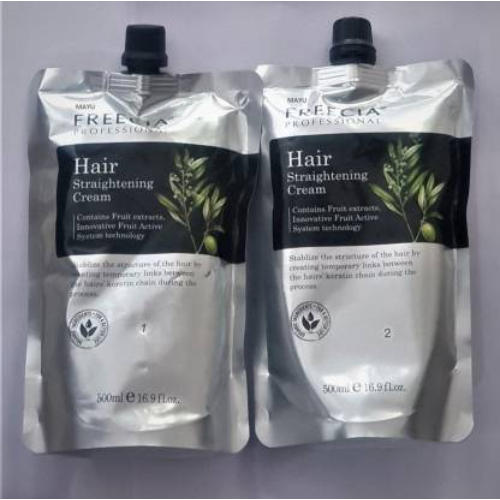 MAYU
FREECIA
PROFESSIONAL
Hair
Straightening
Cream
Contains Fruit extracts,
Innovative Fruit Active
System technology
Stablize the structure of the hair by
creating temporary links between
the hairs' keratin chain during the
process.
1
500ml e 16.9 fl.oz.
MAYU
FREECIA
PROFESSIONAL
Hair
Straightening
Cream
Contains Fruit extracts,
Innovative Fruit Active
System technology
Stablize the structure of the hair by
creating temporary links between
the hairs' keratin chain during the
process.
2
500ml e 16.9 fl.oz.